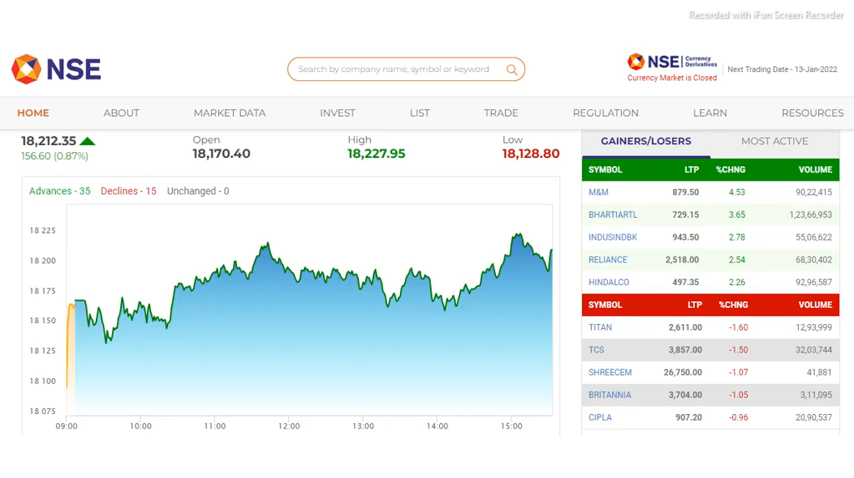 Recorded with iFun Screen Recorder
NSE
Search by company name, symbol or keyword
NSE Currency Derivatives
Currency Market is Closed
Next Trading Date - 13-Jan-2022
HOME ABOUT MARKET DATA INVEST LIST TRADE REGULATION LEARN RESOURCES
18,212.35
156.60 (0.87%)
Open
18,170.40
High
18,227.95
Low
18,128.80
Advances - 35 Declines - 15 Unchanged - 0
18 225
18 200
18 175
18 150
18 125
18 100
18 075
09:00 10:00 11:00 12:00 13:00 14:00 15:00
GAINERS/LOSERS MOST ACTIVE
SYMBOL LTP %CHNG VOLUME
M&M 879.50 4.53 90,22,415
BHARTIARTL 729.15 3.65 1,23,66,953
INDUSINDBK 943.50 2.78 55,06,622
RELIANCE 2,518.00 2.54 68,30,402
HINDALCO 497.35 2.26 92,96,587
SYMBOL LTP %CHNG VOLUME
TITAN 2,611.00 -1.60 12,93,999
TCS 3,857.00 -1.50 32,03,744
SHREECEM 26,750.00 -1.07 41,881
BRITANNIA 3,704.00 -1.05 3,11,095
CIPLA 907.20 -0.96 20,90,537